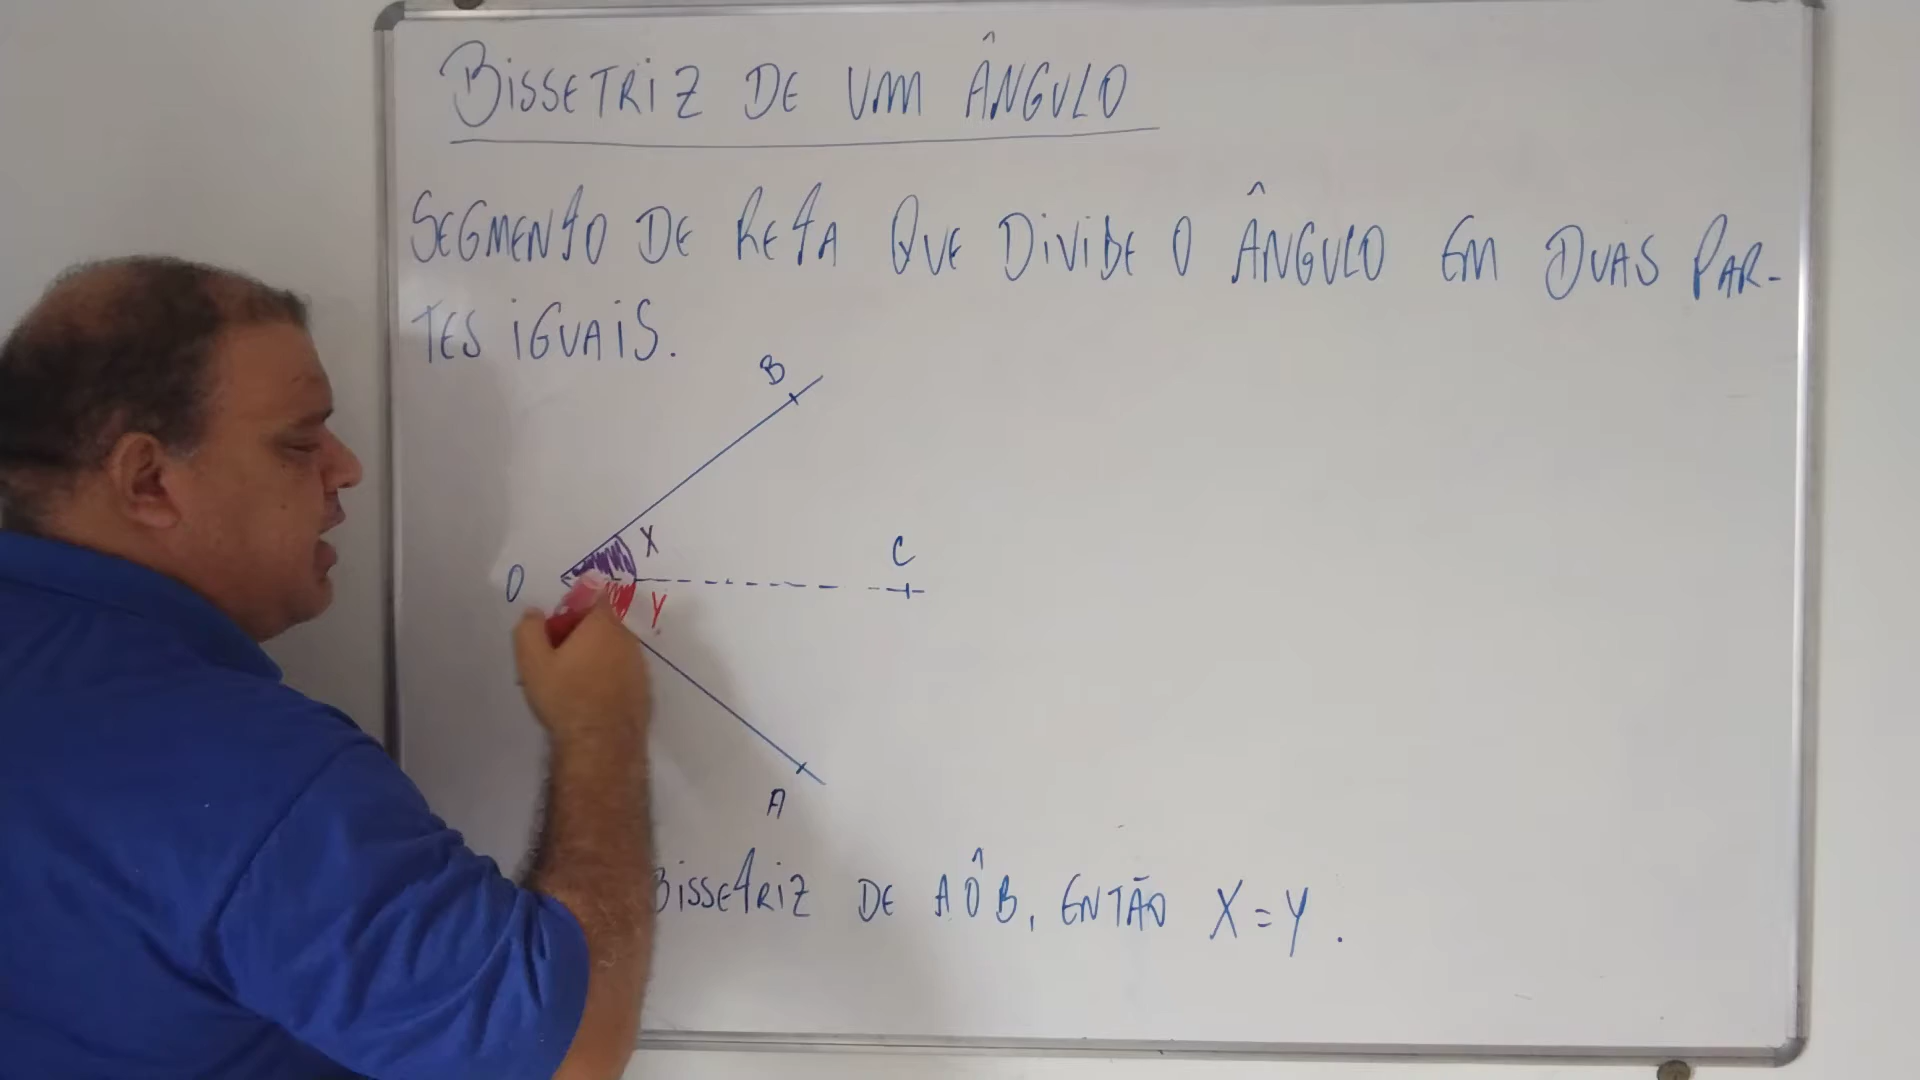 BISSETRIZ DE UM ÂNGULO
SEGMENTO DE RETA QUE DIVIDE O ÂNGULO EM DUAS PAR-
TES IGUAIS.
B
X
C
O
Y
A
BISSETRIZ DE AÔB, ENTÃO X=Y.